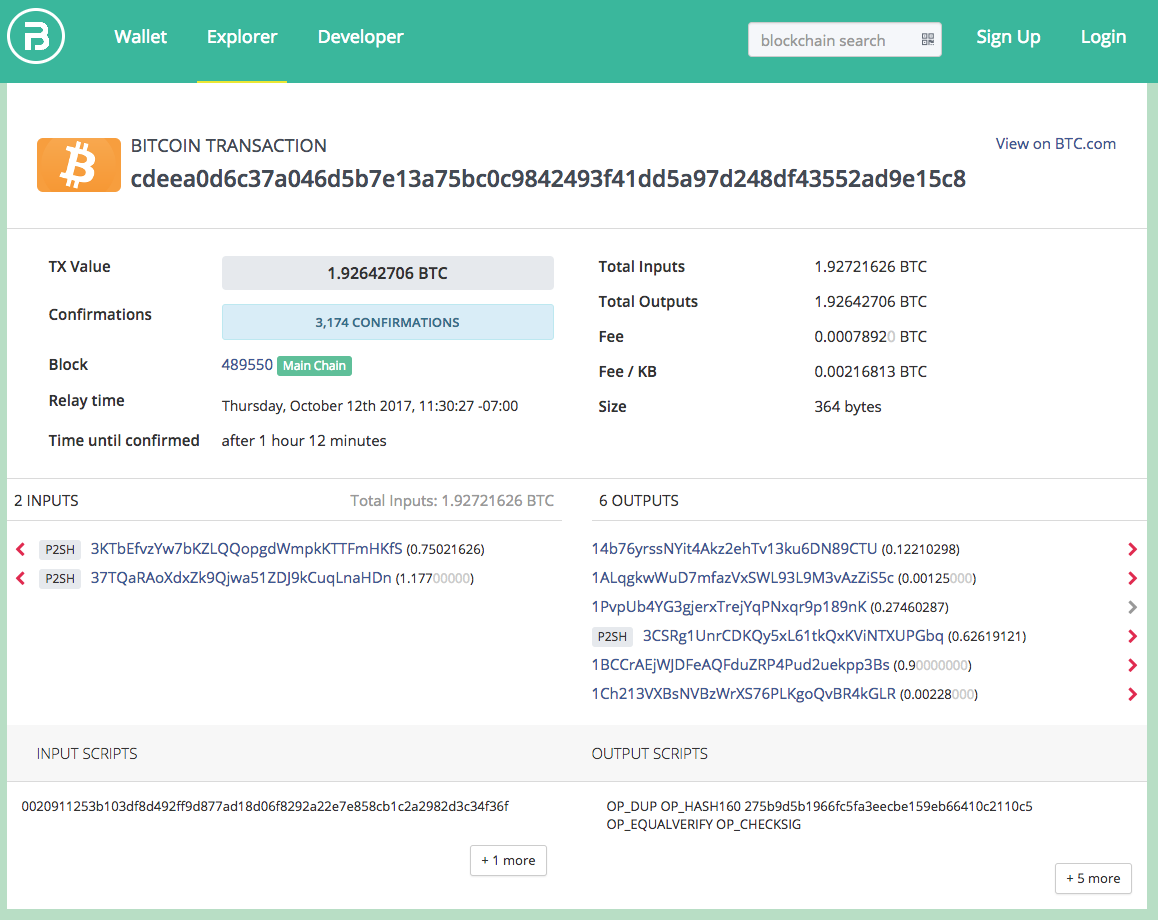 Wallet Explorer Developer blockchain search Sign Up Login
BITCOIN TRANSACTION
View on BTC.com
cdeea0d6c37a046d5b7e13a75bc0c9842493f41dd5a97d248df43552ad9e15c8
TX Value 1.92642706 BTC
Confirmations 3,174 CONFIRMATIONS
Block 489550 Main Chain
Relay time Thursday, October 12th 2017, 11:30:27 -07:00
Time until confirmed after 1 hour 12 minutes
Total Inputs 1.92721626 BTC
Total Outputs 1.92642706 BTC
Fee 0.00078920 BTC
Fee / KB 0.00216813 BTC
Size 364 bytes
2 INPUTS Total Inputs: 1.92721626 BTC
P2SH 3KTbEfvzYw7bKZLQQopgdWmpkKTTFmHKfS (0.75021626)
P2SH 37TQaRAoXdxZk9Qjwa51ZDJ9kCuqLnaHDn (1.17700000)
6 OUTPUTS
14b76yrssNYit4Akz2ehTv13ku6DN89CTU (0.12210298)
1ALqgkwWuD7mfazVxSWL93L9M3vAzZiS5c (0.00125000)
1PvpUb4YG3gjerxTrejYqPNxqr9p189nK (0.27460287)
P2SH 3CSRg1UnrCDKQy5xL61tkQxKViNTXUPGbq (0.62619121)
1BCCrAEjWJDFeAQFduZRP4Pud2uekpp3Bs (0.90000000)
1Ch213VXBsNVBzWrXS76PLKgoQvBR4kGLR (0.00228000)
INPUT SCRIPTS
0020911253b103df8d492ff9d877ad18d06f8292a22e7e858cb1c2a2982d3c34f36f
+ 1 more
OUTPUT SCRIPTS
OP_DUP OP_HASH160 275b9d5b1966fc5fa3eecbe159eb66410c2110c5
OP_EQUALVERIFY OP_CHECKSIG
+ 5 more